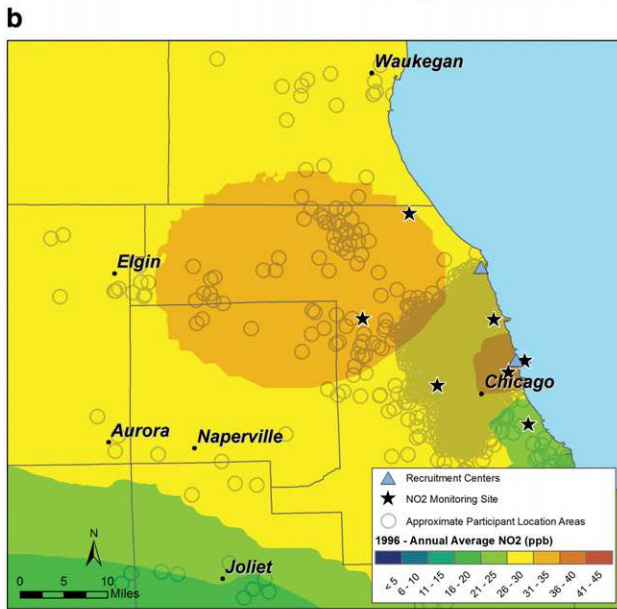 b
Waukegan
Elgin
Chicago
Aurora
Naperville
Joliet
N
0 5 10
Miles
Recruitment Centers
NO2 Monitoring Site
Approximate Participant Location Areas
1996 - Annual Average NO2 (ppb)
< 5
6-10
11-15
16-20
21-25
26-30
31-35
36-40
41-45